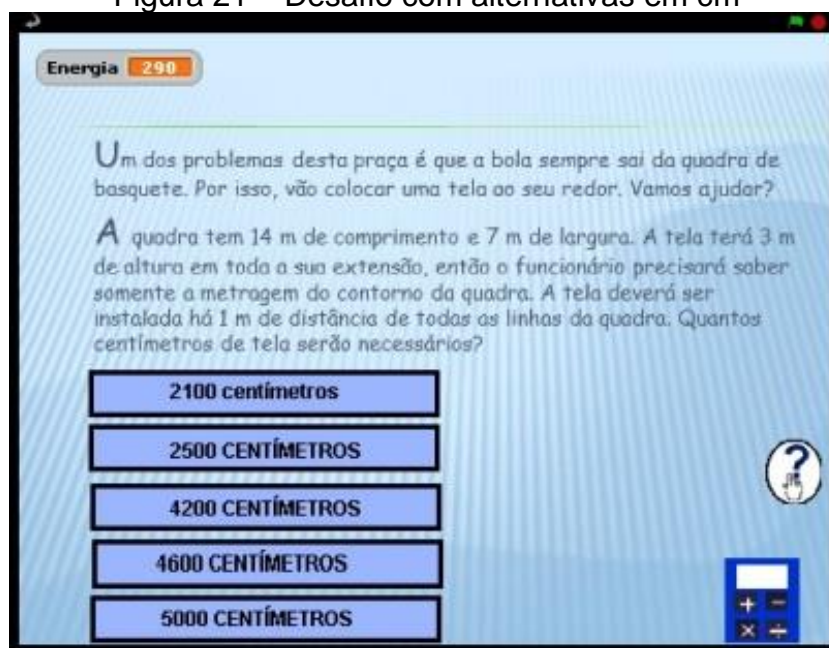 Figura 21 – Desafio com alternativas em cm
Energia 290
Um dos problemas desta praça é que a bola sempre sai da quadra de
basquete. Por isso, vão colocar uma tela ao seu redor. Vamos ajudar?
A quadra tem 14 m de comprimento e 7 m de largura. A tela terá 3 m
de altura em toda a sua extensão, então o funcionário precisará saber
somente a metragem do contorno da quadra. A tela deverá ser
instalada há 1 m de distância de todas as linhas da quadra. Quantos
centímetros de tela serão necessários?
2100 centímetros
2500 CENTÍMETROS
4200 CENTÍMETROS
4600 CENTÍMETROS
5000 CENTÍMETROS
?
+ −
× ÷